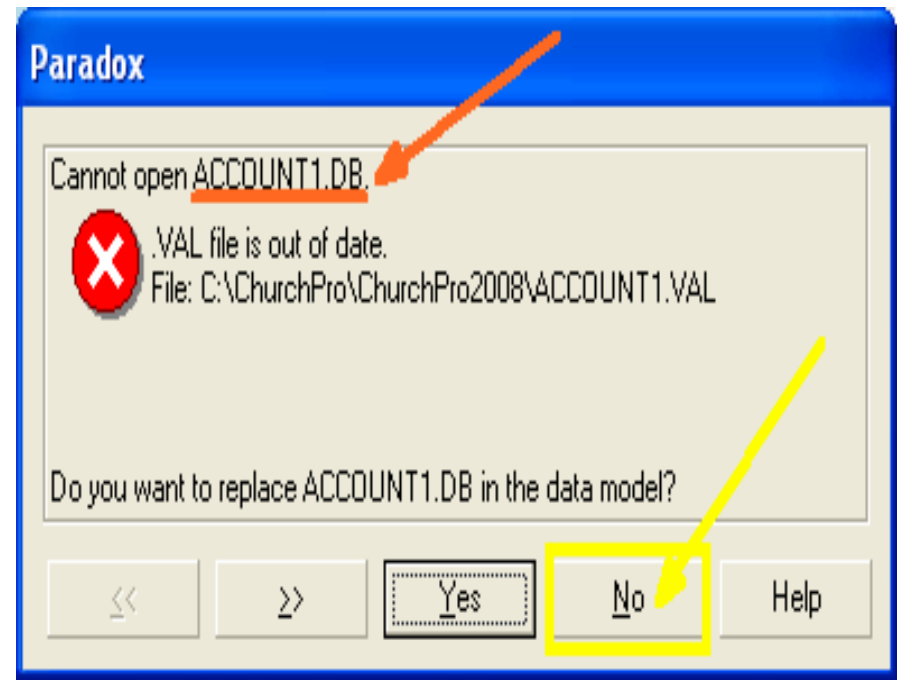 Paradox
Cannot open ACCOUNT1.DB.
.VAL file is out of date.
File: C:\ChurchPro\ChurchPro2008\ACCOUNT1.VAL
Do you want to replace ACCOUNT1.DB in the data model?
<< >> Yes No Help